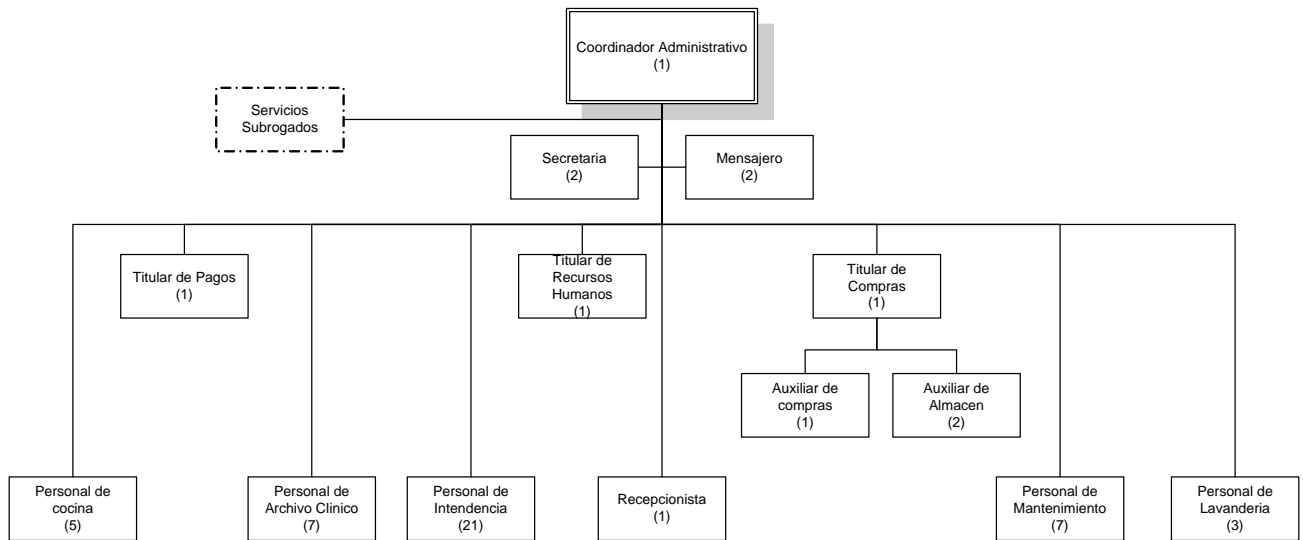 Coordinador Administrativo
(1)
Servicios
Subrogados
Secretaria
(2)
Mensajero
(2)
Titular de Pagos
(1)
Titular de
Recursos
Humanos
(1)
Titular de
Compras
(1)
Auxiliar de
compras
(1)
Auxiliar de
Almacen
(2)
Personal de
cocina
(5)
Personal de
Archivo Clinico
(7)
Personal de
Intendencia
(21)
Recepcionista
(1)
Personal de
Mantenimiento
(7)
Personal de
Lavanderia
(3)